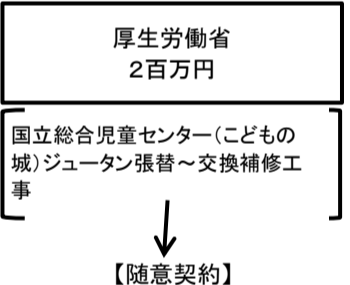 厚生労働省
２百万円
国立総合児童センター（こどもの
城）ジュータン張替～交換補修工
事
【随意契約】